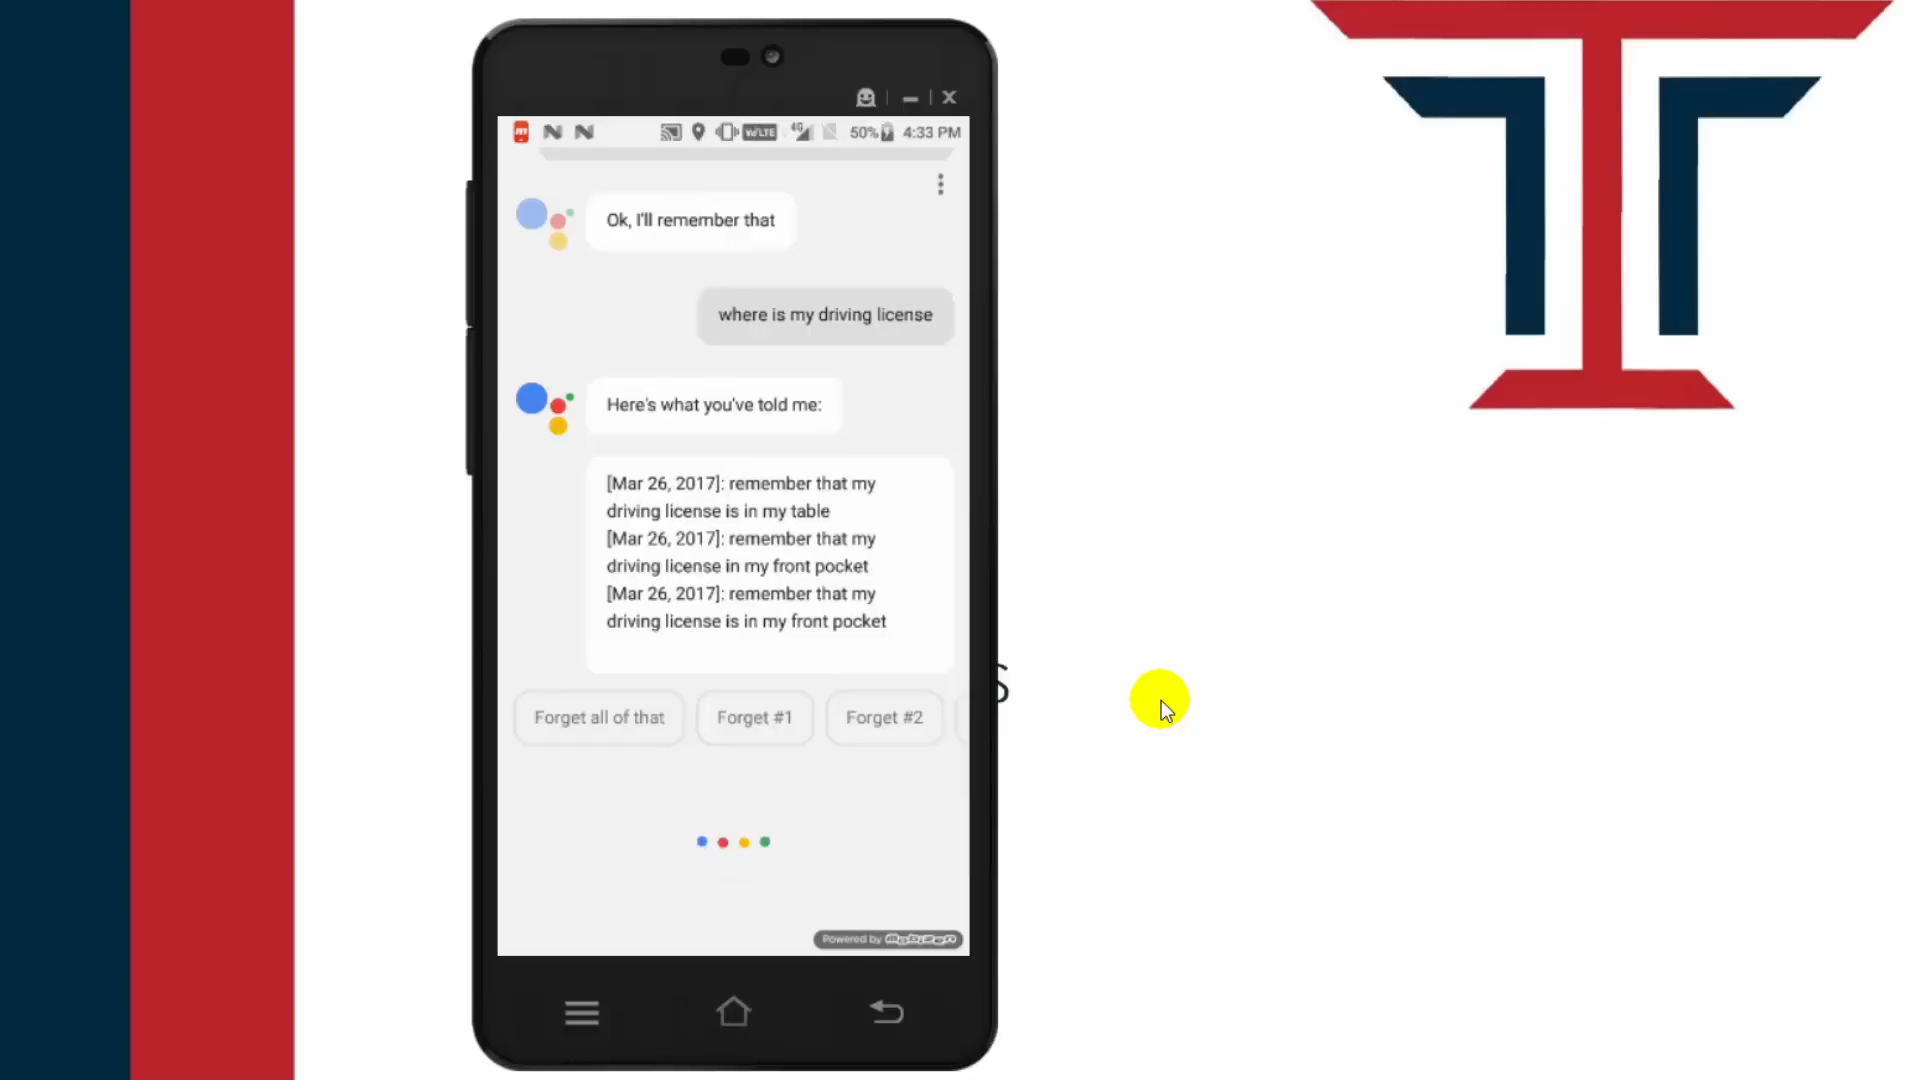 VoLTE 4G 50% 4:33 PM
Ok, I'll remember that
where is my driving license
Here's what you've told me:
[Mar 26, 2017]: remember that my
driving license is in my table
[Mar 26, 2017]: remember that my
driving license in my front pocket
[Mar 26, 2017]: remember that my
driving license is in my front pocket
s
Forget all of that
Forget #1
Forget #2
Powered by mobizen